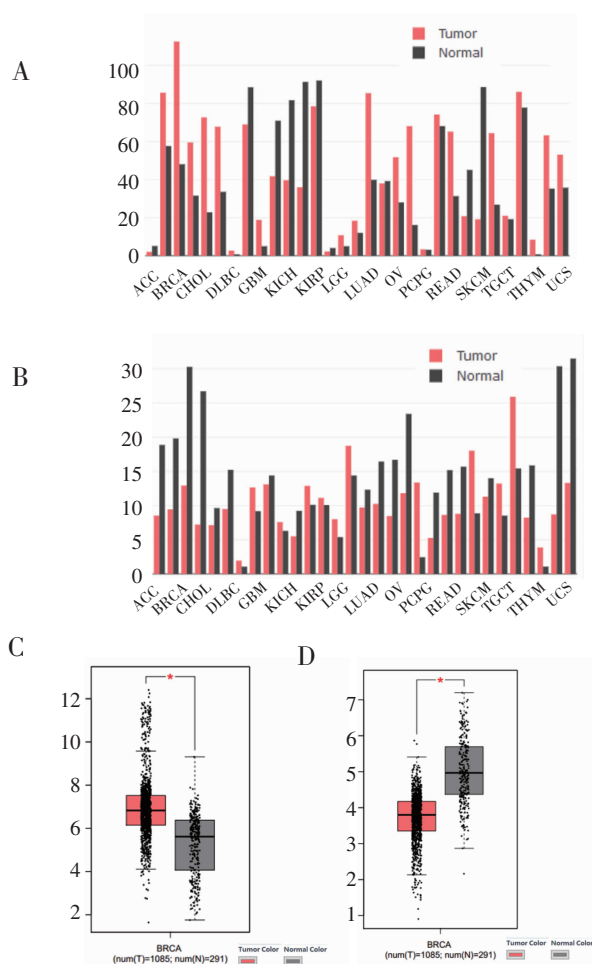 A
Tumor
Normal
100
80
60
40
20
0
ACC
BRCA
CHOL
DLBC
GBM
KICH
KIRP
LGG
LUAD
OV
PCPG
READ
SKCM
TGCT
THYM
UCS
B
Tumor
Normal
30
25
20
15
10
5
0
ACC
BRCA
CHOL
DLBC
GBM
KICH
KIRP
LGG
LUAD
OV
PCPG
READ
SKCM
TGCT
THYM
UCS
C
*
12
10
8
6
4
2
BRCA
(num(T)=1085; num(N)=291)
Tumor Color
Normal Color
D
*
7
6
5
4
3
2
1
BRCA
(num(T)=1085; num(N)=291)
Tumor Color
Normal Color